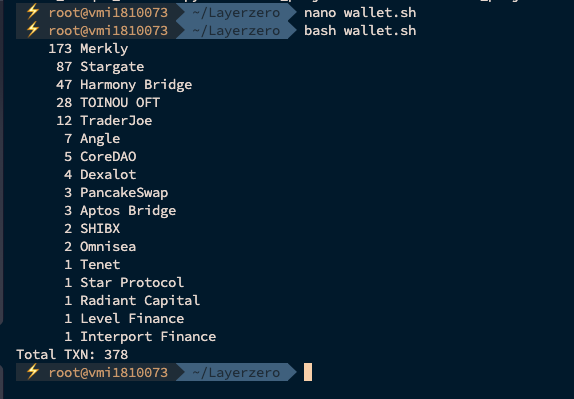 ⚡ root@vmi1810073 ~/Layerzero nano wallet.sh
⚡ root@vmi1810073 ~/Layerzero bash wallet.sh
173 Merkly
87 Stargate
47 Harmony Bridge
28 TOINOU OFT
12 TraderJoe
7 Angle
5 CoreDAO
4 Dexalot
3 PancakeSwap
3 Aptos Bridge
2 SHIBX
2 Omnisea
1 Tenet
1 Star Protocol
1 Radiant Capital
1 Level Finance
1 Interport Finance
Total TXN: 378
⚡ root@vmi1810073 ~/Layerzero